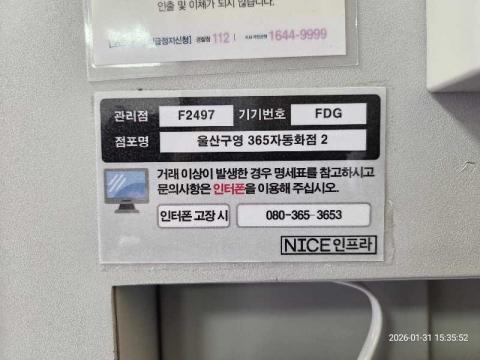 인출 및 이체가 되지 않습니다.
급정지신청] 경찰청 112 | 1644-9999
관리점 F2497 기기번호 FDG
점포명 울산구영 365자동화점 2
거래 이상이 발생한 경우 명세표를 참고하시고
문의사항은 인터폰을 이용해 주십시오.
인터폰 고장 시 080-365-3653
NICE인프라
2026-01-31 15:35:52